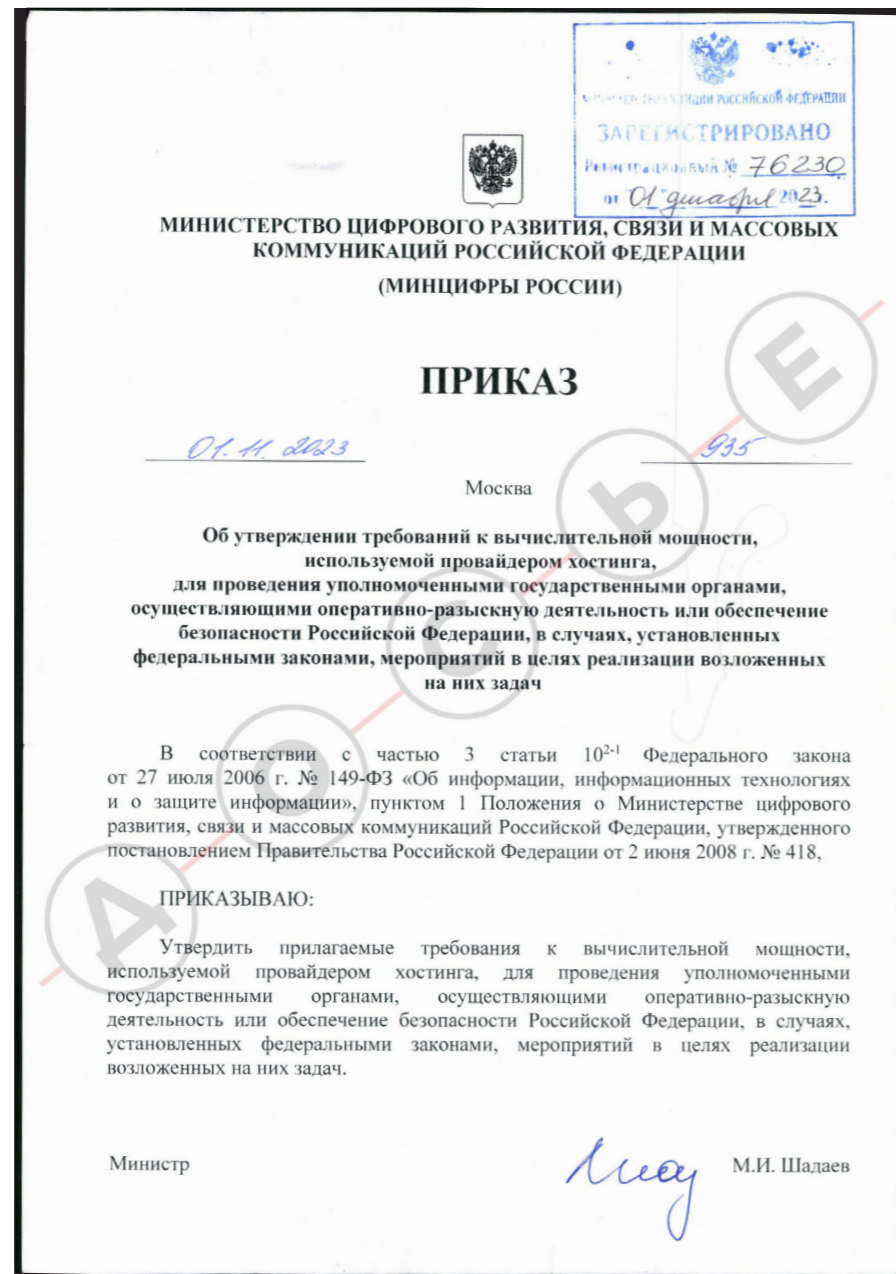 МИНИСТЕРСТВО ЮСТИЦИИ РОССИЙСКОЙ ФЕДЕРАЦИИ
ЗАРЕГИСТРИРОВАНО
Регистрационный № 76230
от "01" декабря 2023.
МИНИСТЕРСТВО ЦИФРОВОГО РАЗВИТИЯ, СВЯЗИ И МАССОВЫХ
КОММУНИКАЦИЙ РОССИЙСКОЙ ФЕДЕРАЦИИ
(МИНЦИФРЫ РОССИИ)
ПРИКАЗ
01.11.2023 935
Москва
Об утверждении требований к вычислительной мощности,
используемой провайдером хостинга,
для проведения уполномоченными государственными органами,
осуществляющими оперативно-разыскную деятельность или обеспечение
безопасности Российской Федерации, в случаях, установленных
федеральными законами, мероприятий в целях реализации возложенных
на них задач
В соответствии с частью 3 статьи 10²⁻¹ Федерального закона
от 27 июля 2006 г. № 149-ФЗ «Об информации, информационных технологиях
и о защите информации», пунктом 1 Положения о Министерстве цифрового
развития, связи и массовых коммуникаций Российской Федерации, утвержденного
постановлением Правительства Российской Федерации от 2 июня 2008 г. № 418,
ПРИКАЗЫВАЮ:
Утвердить прилагаемые требования к вычислительной мощности,
используемой провайдером хостинга, для проведения уполномоченными
государственными органами, осуществляющими оперативно-разыскную
деятельность или обеспечение безопасности Российской Федерации, в случаях,
установленных федеральными законами, мероприятий в целях реализации
возложенных на них задач.
Министр М.И. Шадаев
ДОСЬЕ